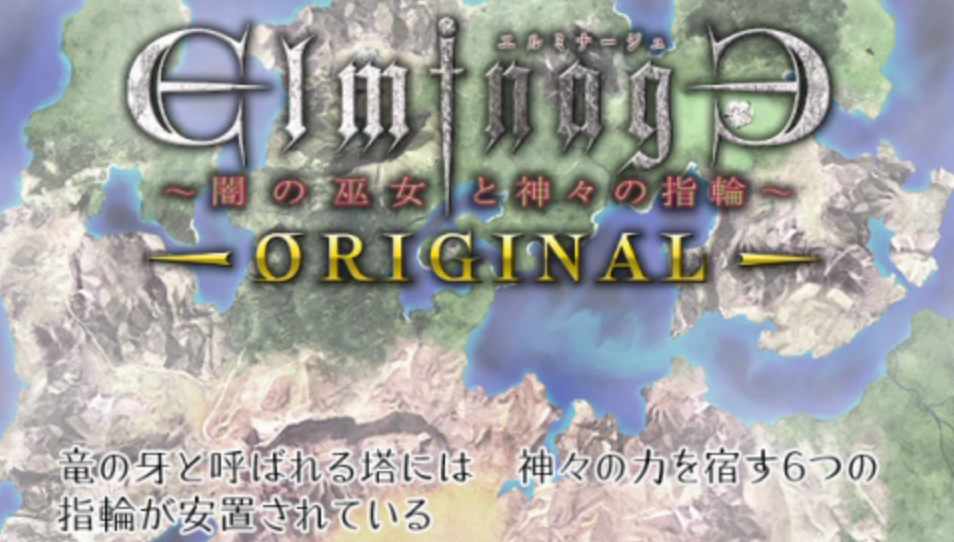 エルミナージュ
Elminage
～闇の巫女と神々の指輪～
ORIGINAL
竜の牙と呼ばれる塔には　神々の力を宿す6つの
指輪が安置されている